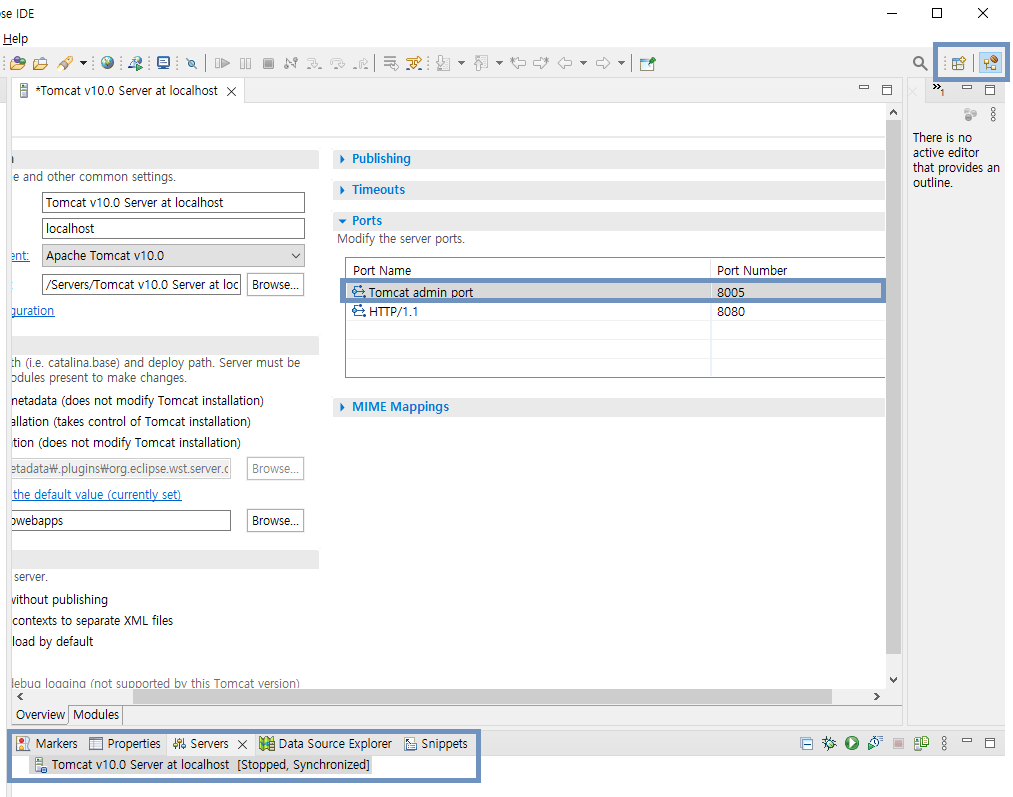 se IDE
Help
*Tomcat v10.0 Server at localhost
1
There is no
active editor
that provides an
outline.
e and other common settings.
Tomcat v10.0 Server at localhost
localhost
ent:
Apache Tomcat v10.0
/Servers/Tomcat v10.0 Server at loc
Browse...
guration
th (i.e. catalina.base) and deploy path. Server must be
odules present to make changes.
metadata (does not modify Tomcat installation)
allation (takes control of Tomcat installation)
tion (does not modify Tomcat installation)
etadata₩.plugins₩org.eclipse.wst.server.c
Browse...
the default value (currently set)
owebapps
Browse...
server.
without publishing
contexts to separate XML files
load by default
debug logging (not supported by this Tomcat version)
Publishing
Timeouts
Ports
Modify the server ports.
Port Name Port Number
Tomcat admin port 8005
HTTP/1.1 8080
MIME Mappings
Overview Modules
Markers Properties Servers Data Source Explorer Snippets
Tomcat v10.0 Server at localhost [Stopped, Synchronized]